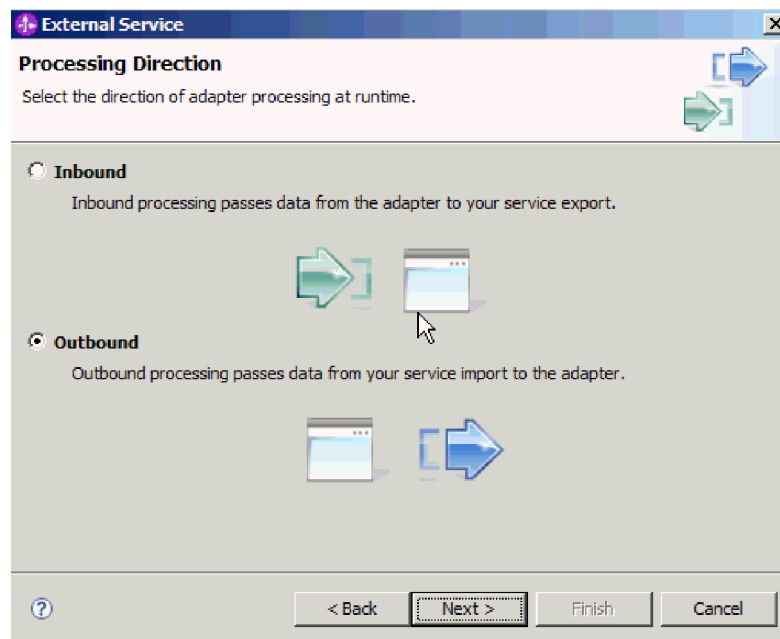 External Service
Processing Direction
Select the direction of adapter processing at runtime.
Inbound
Inbound processing passes data from the adapter to your service export.
Outbound
Outbound processing passes data from your service import to the adapter.
< Back Next > Finish Cancel